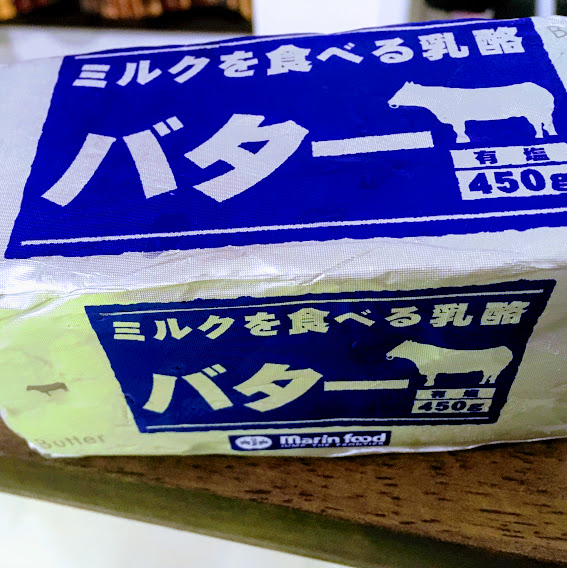 ミルクを食べる乳酪
バター
有塩
450g
ミルクを食べる乳酪
バター
有塩
450g
Butter
marin food